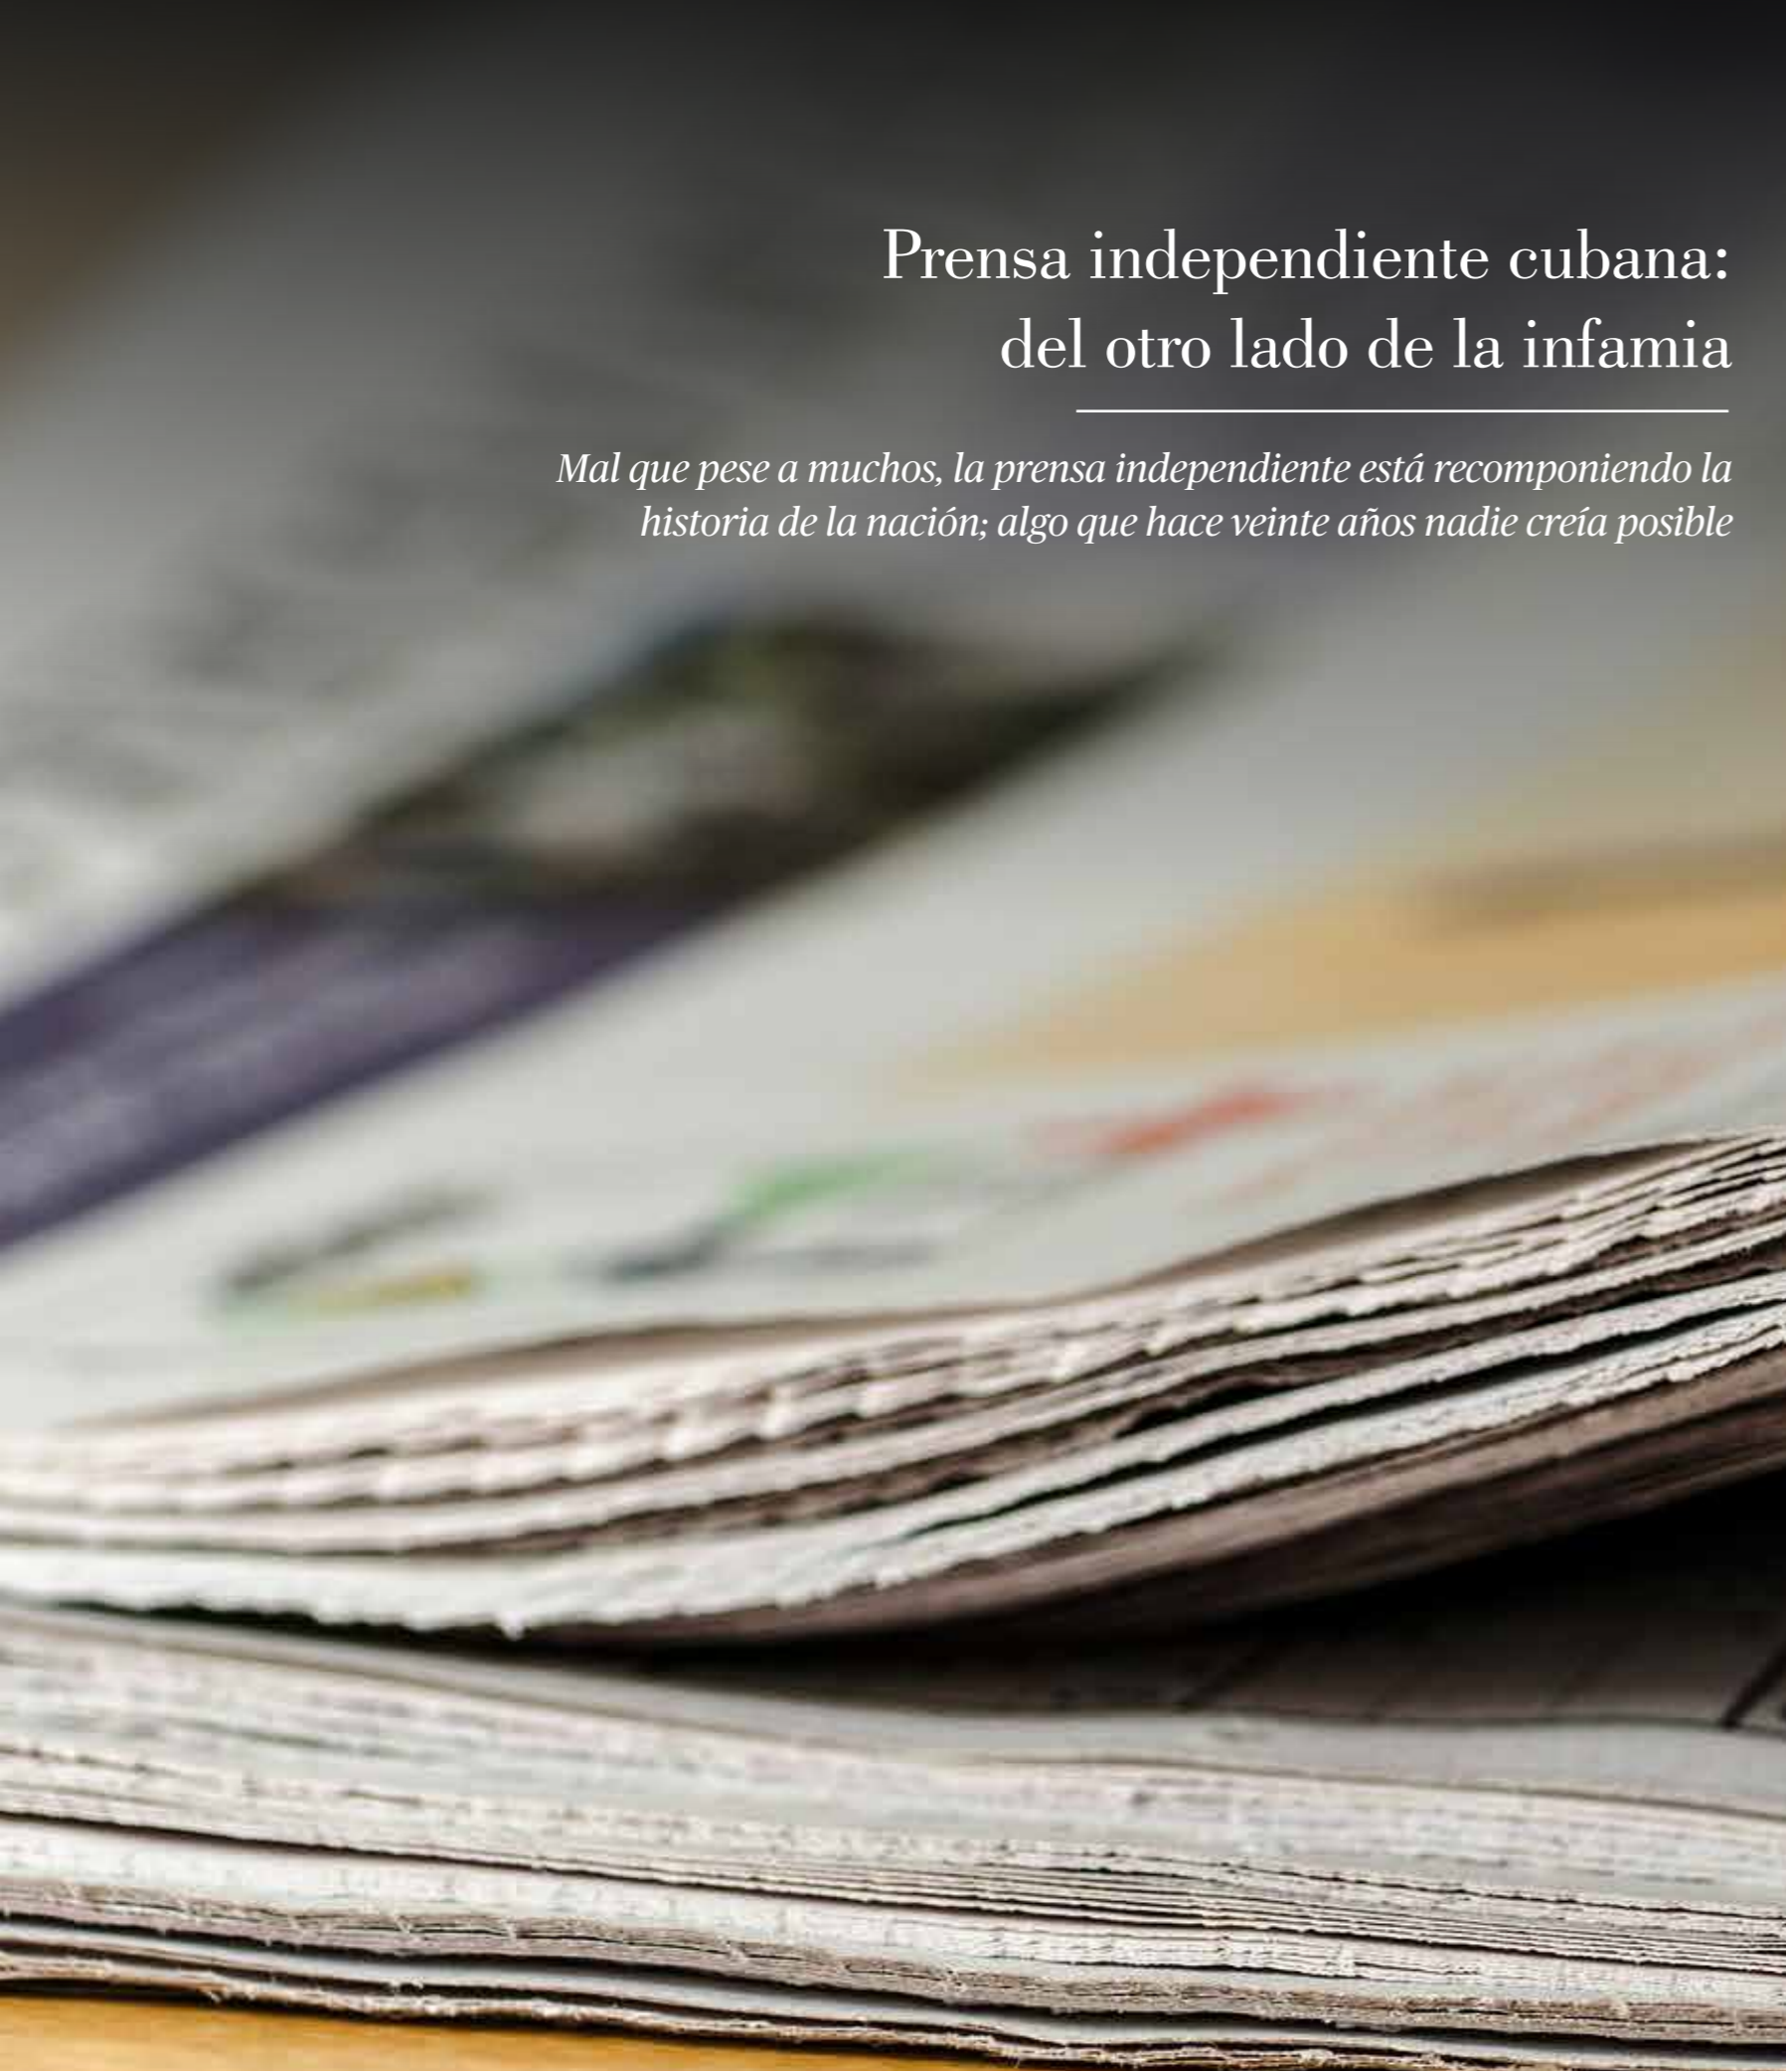 Prensa independiente cubana:
del otro lado de la infamia
Mal que pese a muchos, la prensa independiente está recomponiendo la
historia de la nación; algo que hace veinte años nadie creía posible